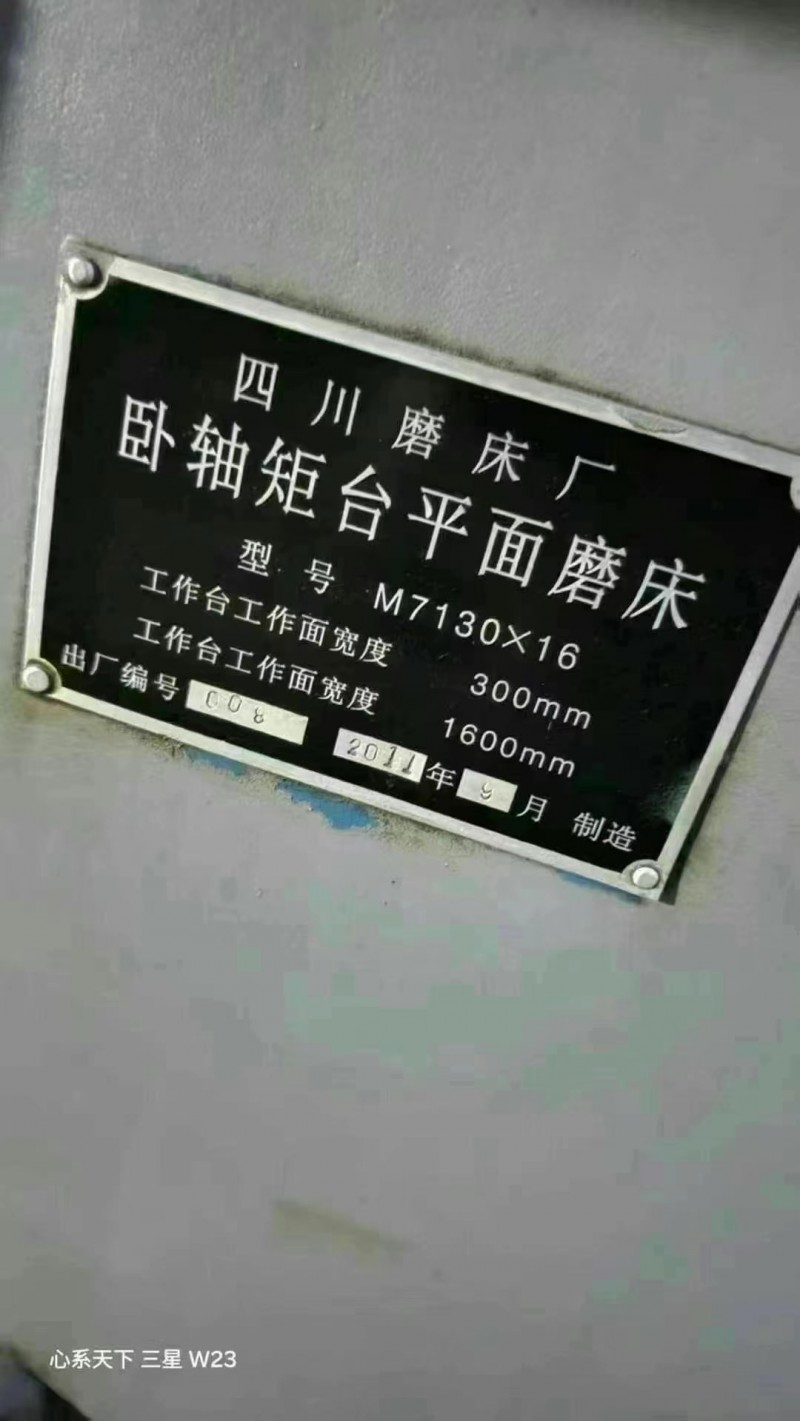 四川磨床厂
卧轴矩台平面磨床
型号 M7130×16
工作台工作面宽度 300mm
工作台工作面宽度 1600mm
出厂编号 008 2011年9月 制造
心系天下 三星 W23